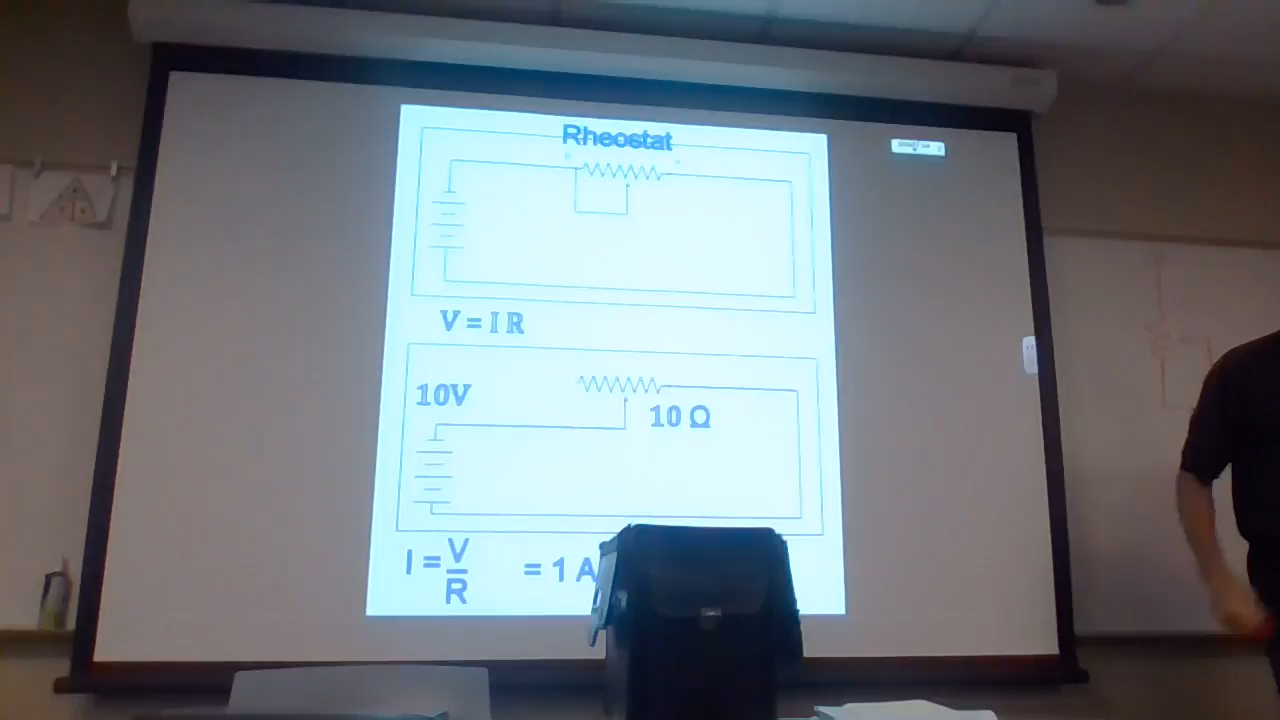 Rheostat
V = I R
10V
10 Ω
I = V/R = 1 A